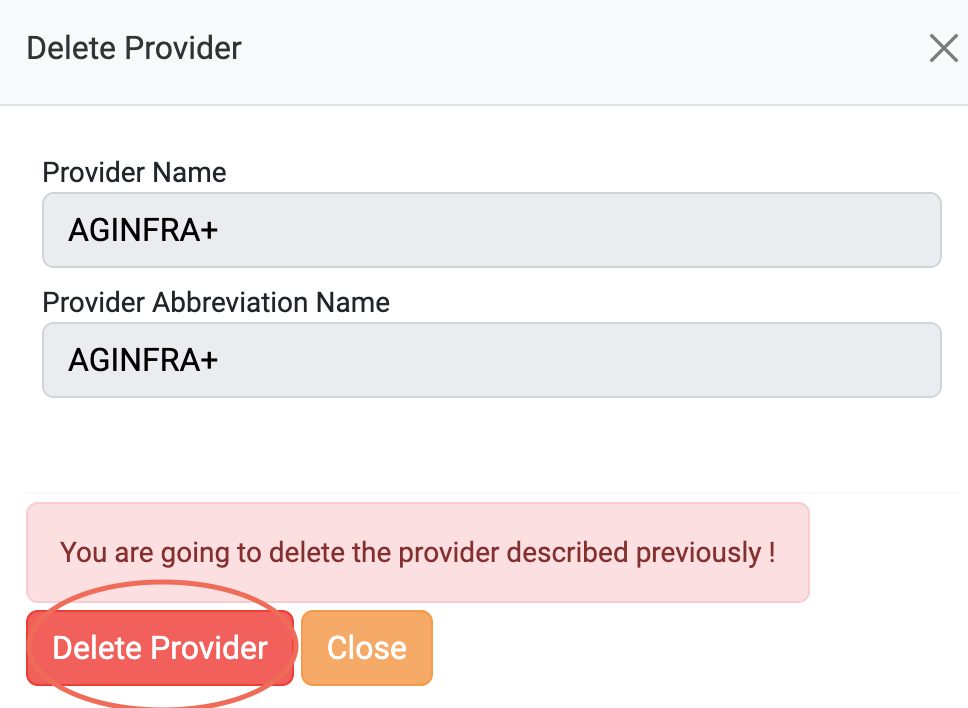 Delete Provider
Provider Name
AGINFRA+
Provider Abbreviation Name
AGINFRA+
You are going to delete the provider described previously !
Delete Provider
Close